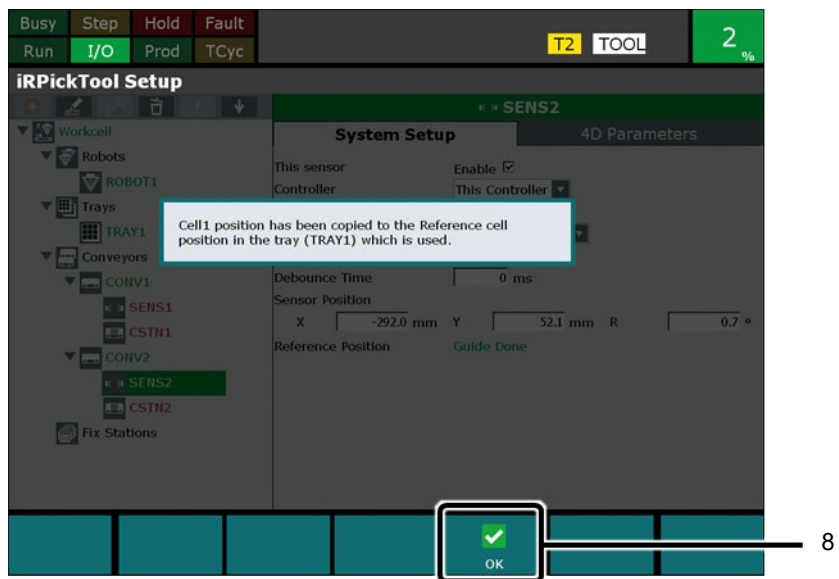 Busy Step Hold Fault
Run I/O Prod TCyc
T2 TOOL
2 %
iRPickTool Setup
SENS2
Workcell
Robots
ROBOT1
Trays
TRAY1
Conveyors
CONV1
SENS1
CSTN1
CONV2
SENS2
CSTN2
Fix Stations
System Setup 4D Parameters
This sensor Enable
Controller This Controller
Cell1 position has been copied to the Reference cell
position in the tray (TRAY1) which is used.
Debounce Time 0 ms
Sensor Position
X -292.0 mm Y 52.1 mm R 0.7 °
Reference Position Guide Done
OK
8